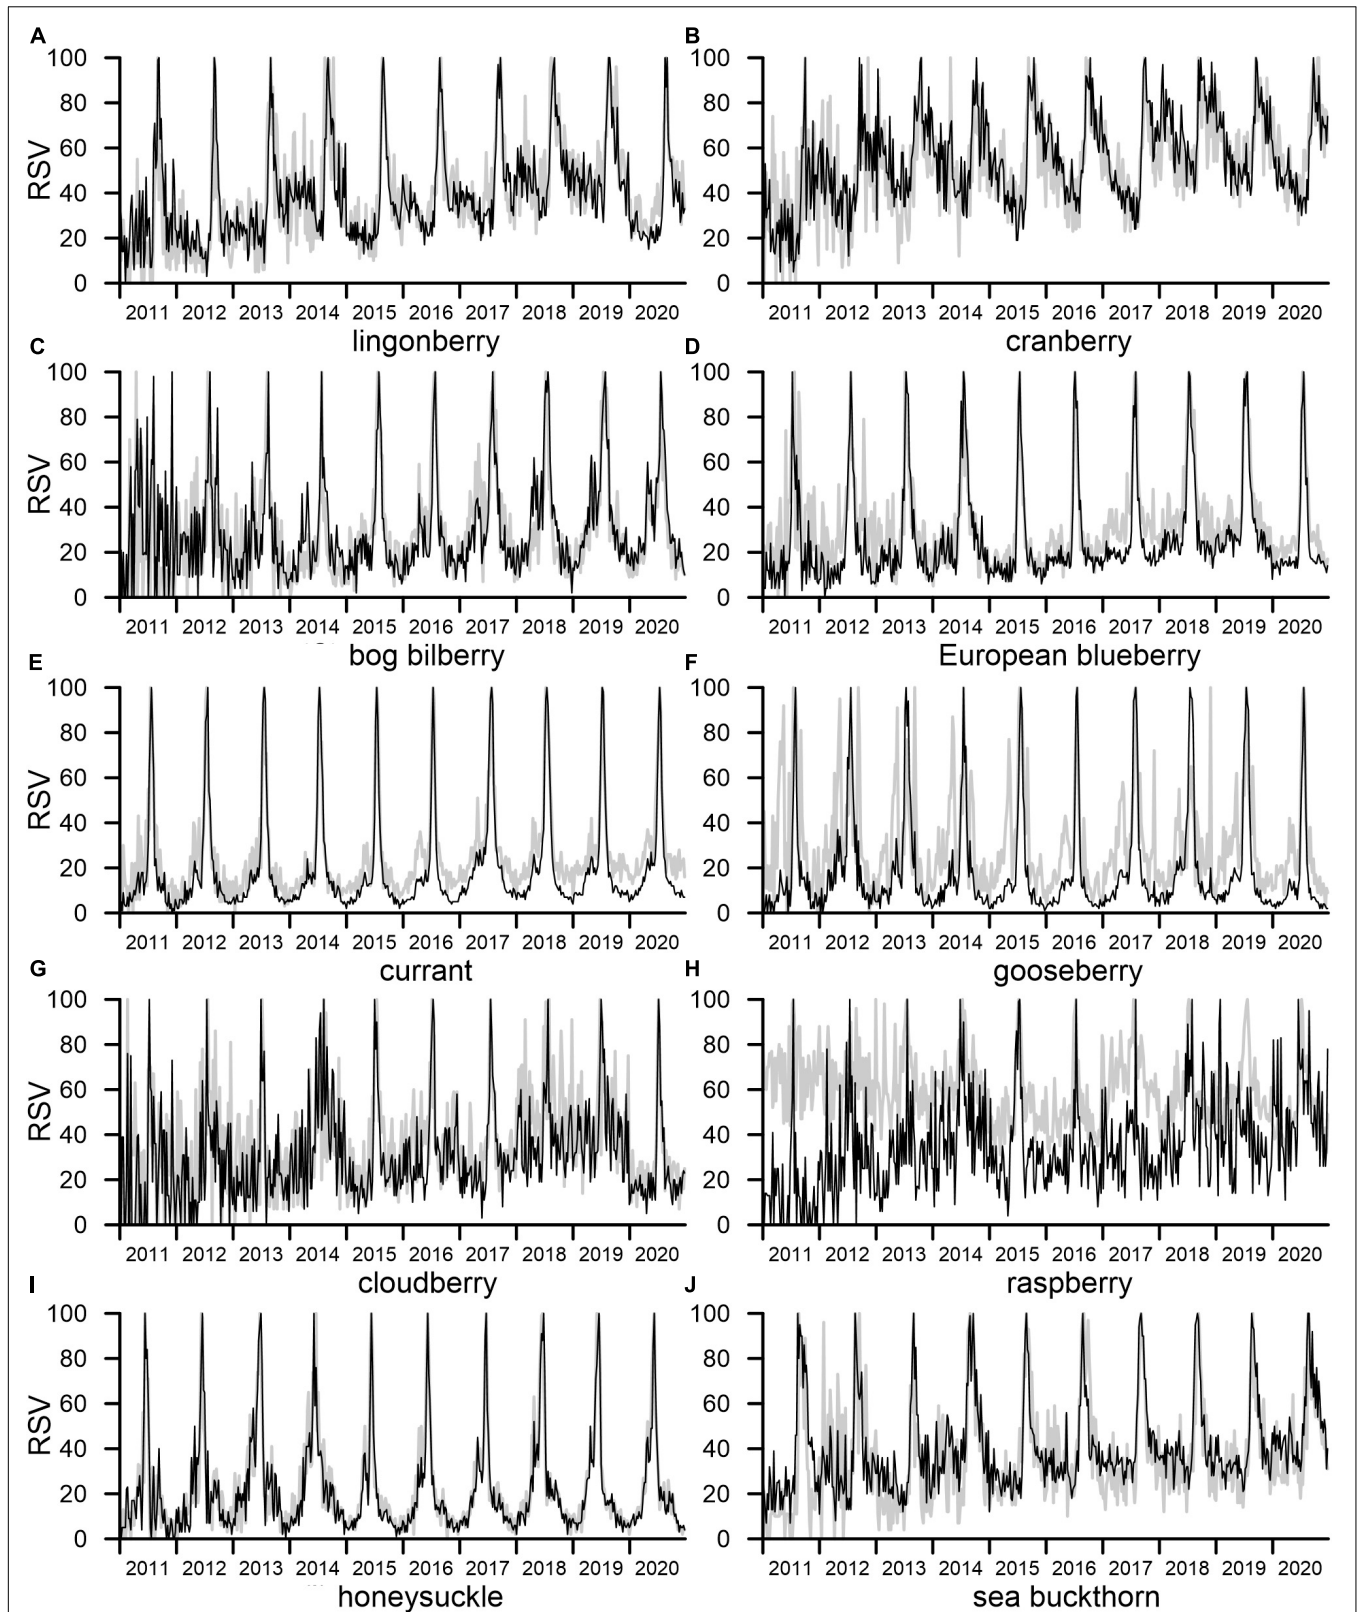 A B
100 100
80 80
RSV 60 60
40 40
20 20
0 0
2011 2012 2013 2014 2015 2016 2017 2018 2019 2020 2011 2012 2013 2014 2015 2016 2017 2018 2019 2020
lingonberry cranberry
C D
100 100
80 80
RSV 60 60
40 40
20 20
0 0
2011 2012 2013 2014 2015 2016 2017 2018 2019 2020 2011 2012 2013 2014 2015 2016 2017 2018 2019 2020
bog bilberry European blueberry
E F
100 100
80 80
RSV 60 60
40 40
20 20
0 0
2011 2012 2013 2014 2015 2016 2017 2018 2019 2020 2011 2012 2013 2014 2015 2016 2017 2018 2019 2020
currant gooseberry
G H
100 100
80 80
RSV 60 60
40 40
20 20
0 0
2011 2012 2013 2014 2015 2016 2017 2018 2019 2020 2011 2012 2013 2014 2015 2016 2017 2018 2019 2020
cloudberry raspberry
I J
100 100
80 80
RSV 60 60
40 40
20 20
0 0
2011 2012 2013 2014 2015 2016 2017 2018 2019 2020 2011 2012 2013 2014 2015 2016 2017 2018 2019 2020
honeysuckle sea buckthorn